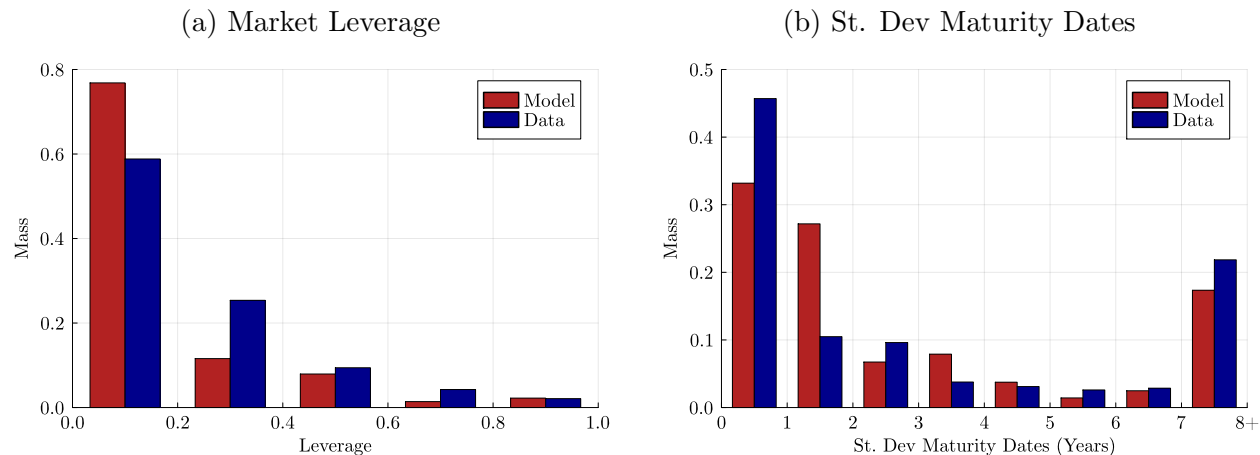 (a) Market Leverage
0.8
0.6
0.4
0.2
0.0
Mass
Model
Data
0.0 0.2 0.4 0.6 0.8 1.0
Leverage
(b) St. Dev Maturity Dates
0.5
0.4
0.3
0.2
0.1
0.0
Mass
Model
Data
0 1 2 3 4 5 6 7 8+
St. Dev Maturity Dates (Years)